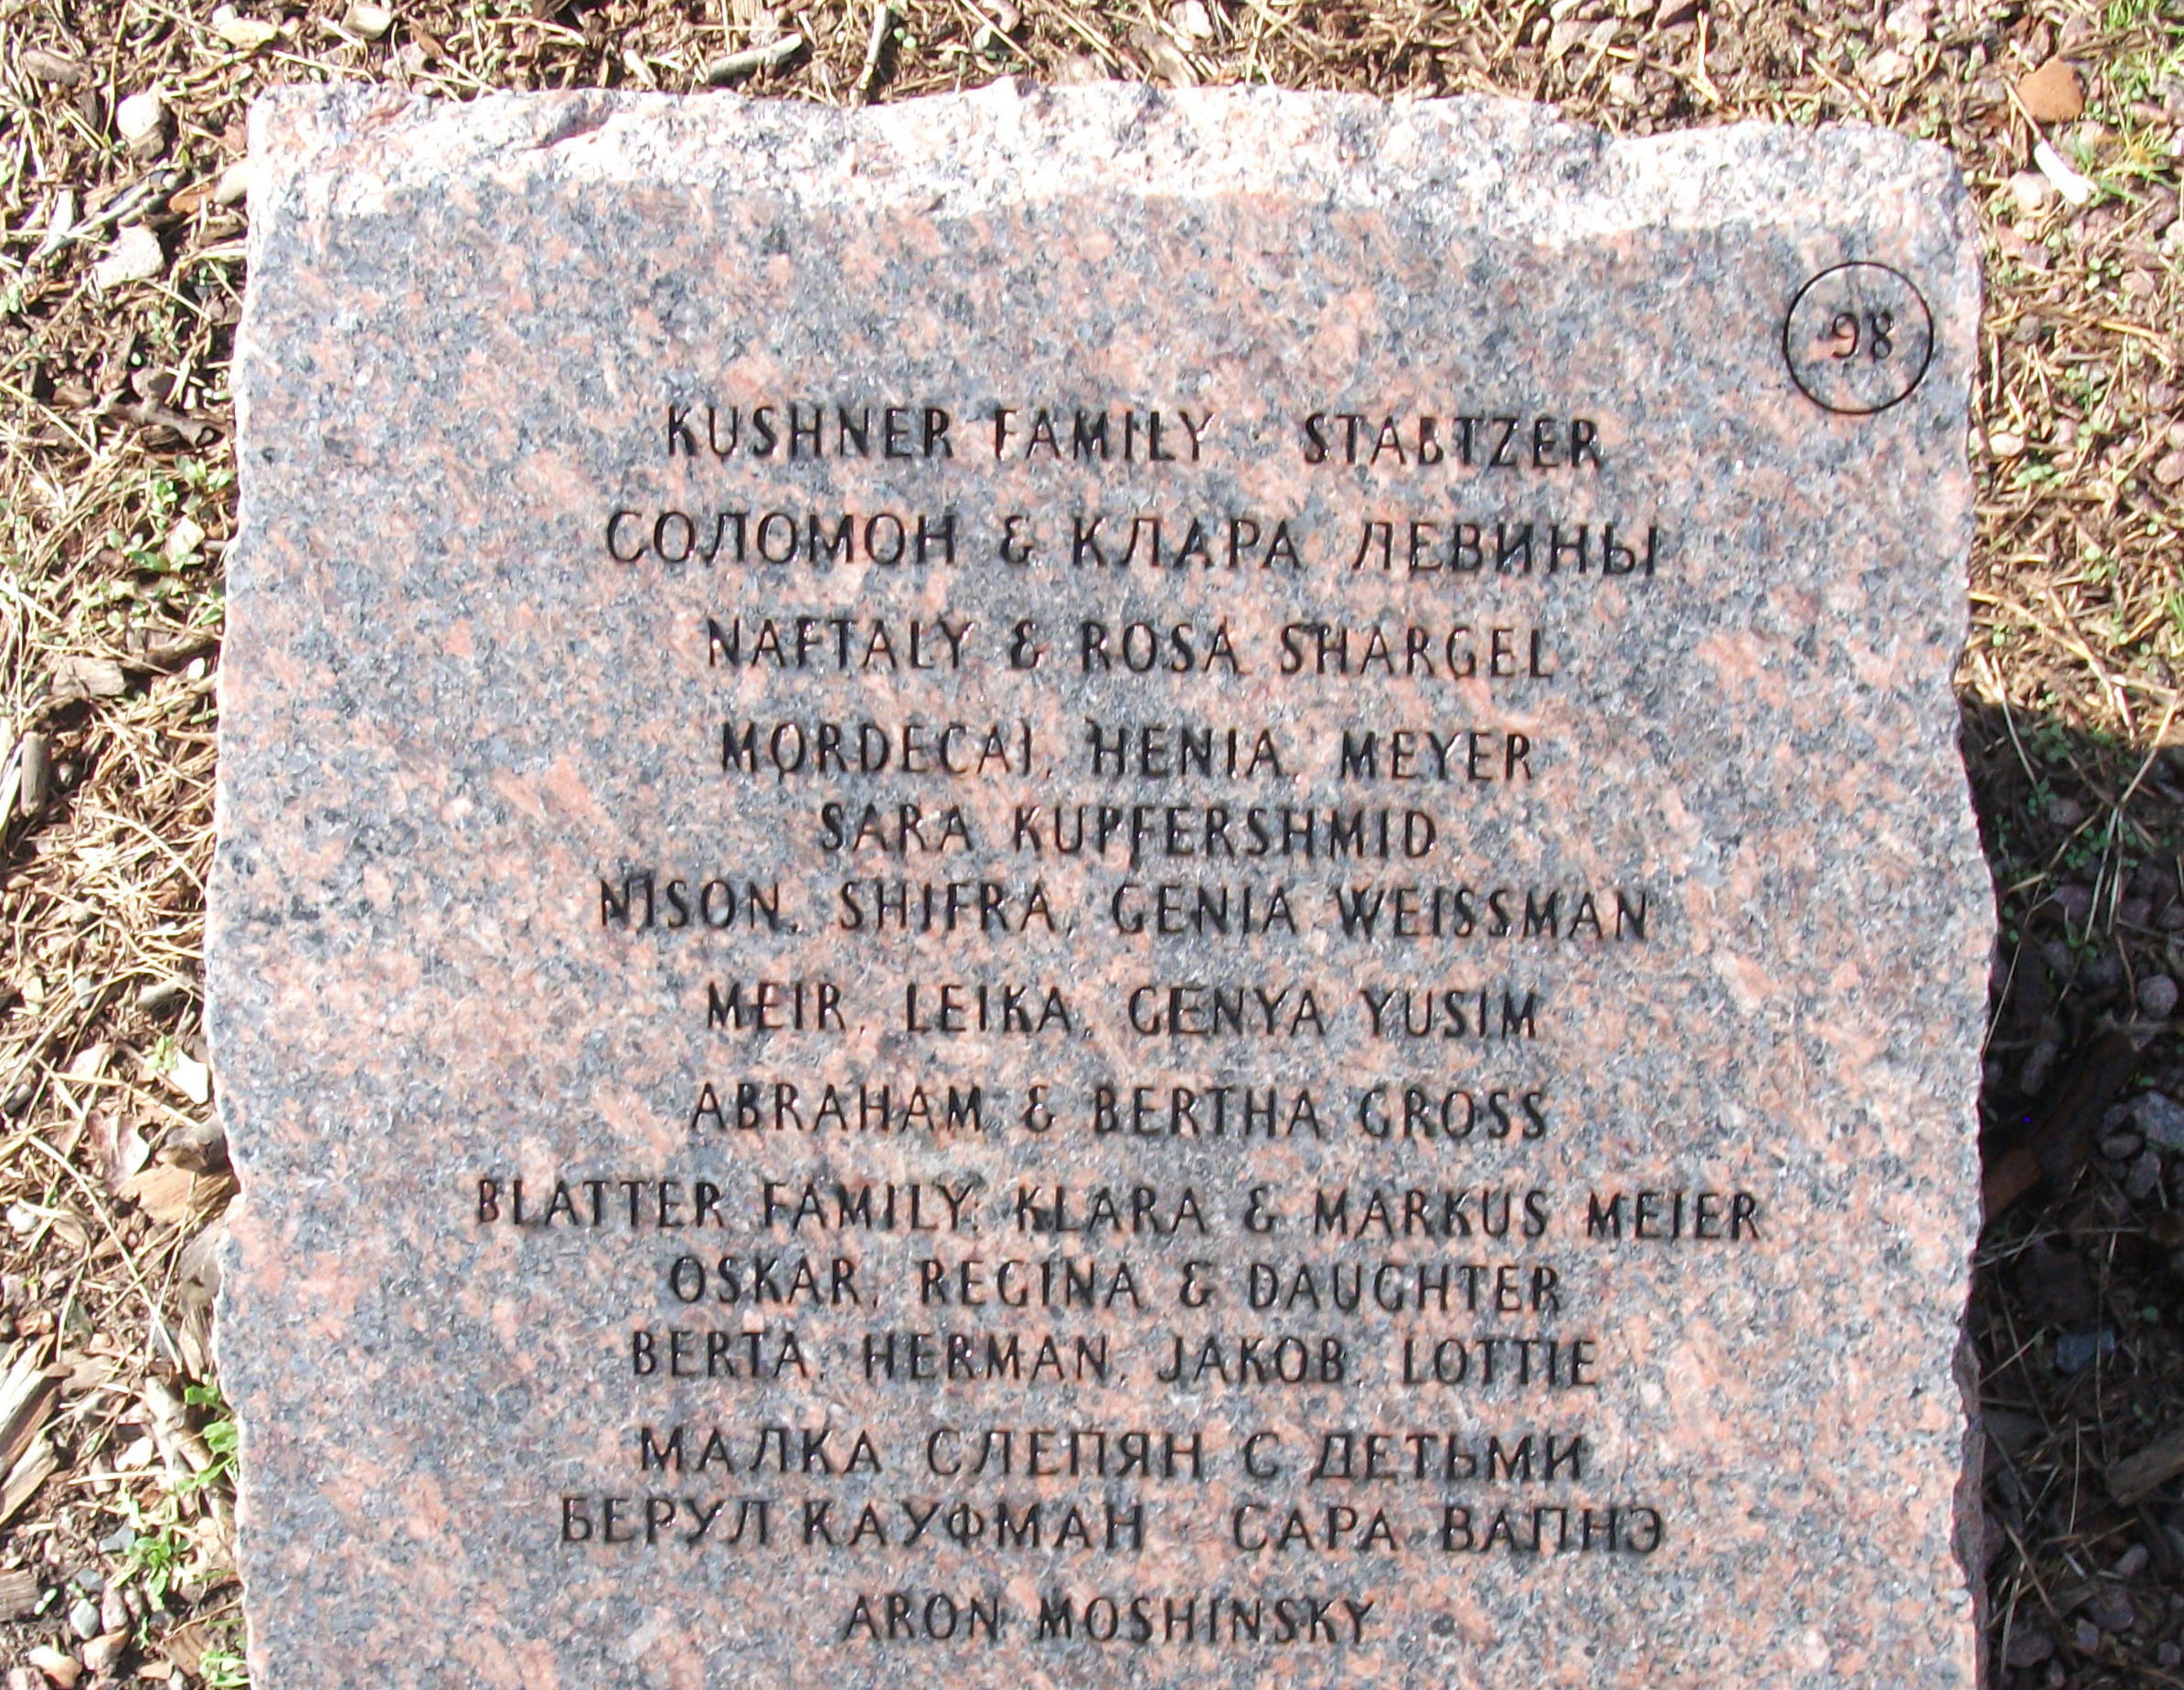 98
KUSHNER FAMILY STABTZER
СОЛОМОН & КЛАРА ЛЕВИНЫ
NAFTALY & ROSA SHARGEL
MORDECAI, HENIA, MEYER
SARA KUPFERSHMID
NISON, SHIFRA, GENIA WEISSMAN
MEIR, LEIKA, GENYA YUSIM
ABRAHAM & BERTHA GROSS
BLATTER FAMILY: KLARA & MARKUS MEIER
OSKAR, REGINA & DAUGHTER
BERTA, HERMAN, JAKOB, LOTTIE
МАЛКА СЛЕПЯН С ДЕТЬМИ
БЕРУЛ КАУФМАН САРА ВАПНЭ
ARON MOSHINSKY